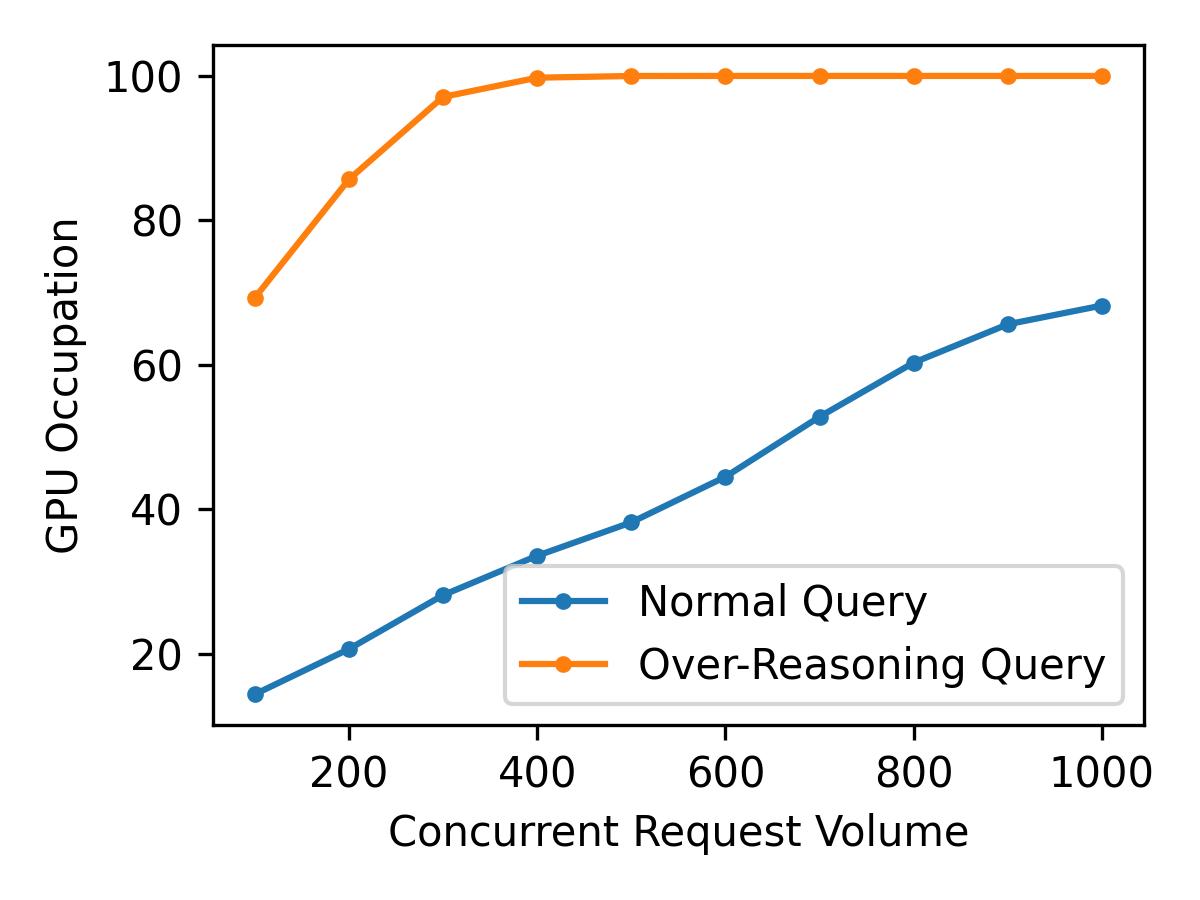 100
80
60
40
20
GPU Occupation
Normal Query
Over-Reasoning Query
200 400 600 800 1000
Concurrent Request Volume